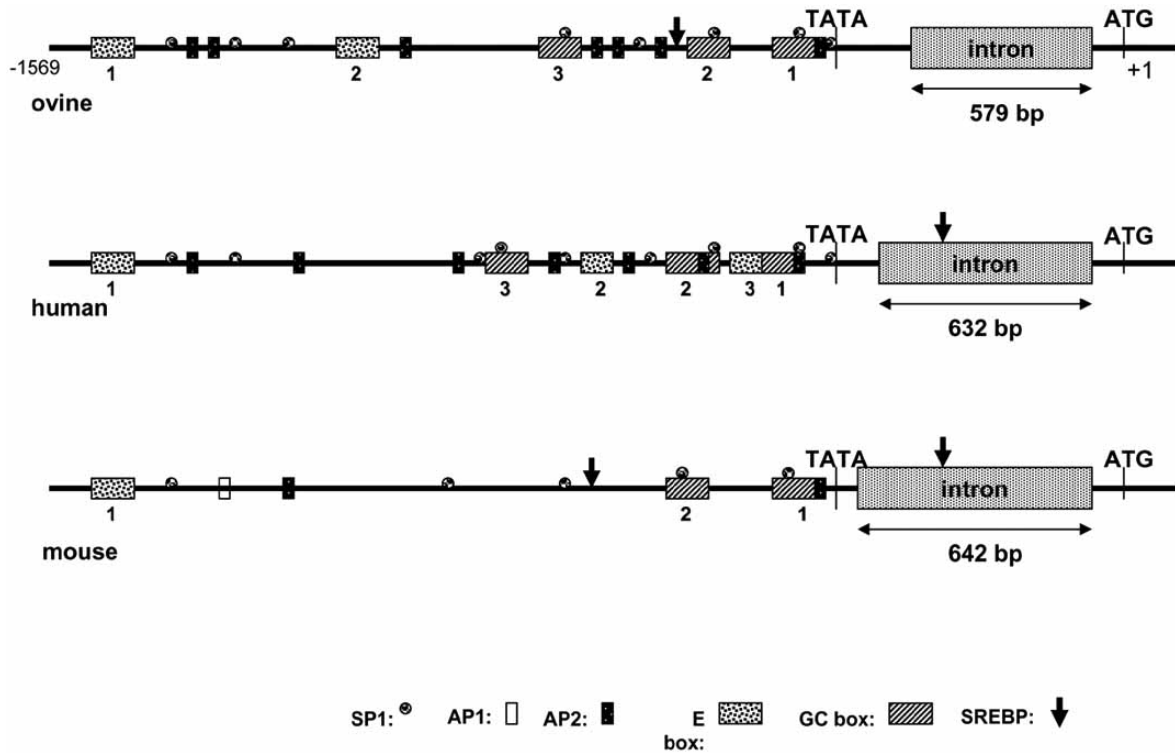 TATA ATG
intron
-1569 1 2 3 2 1 +1
ovine
579 bp
TATA ATG
intron
1 3 2 2 3 1
human
632 bp
TATA ATG
intron
1 2 1
mouse
642 bp
SP1: AP1: AP2: E box: GC box: SREBP: